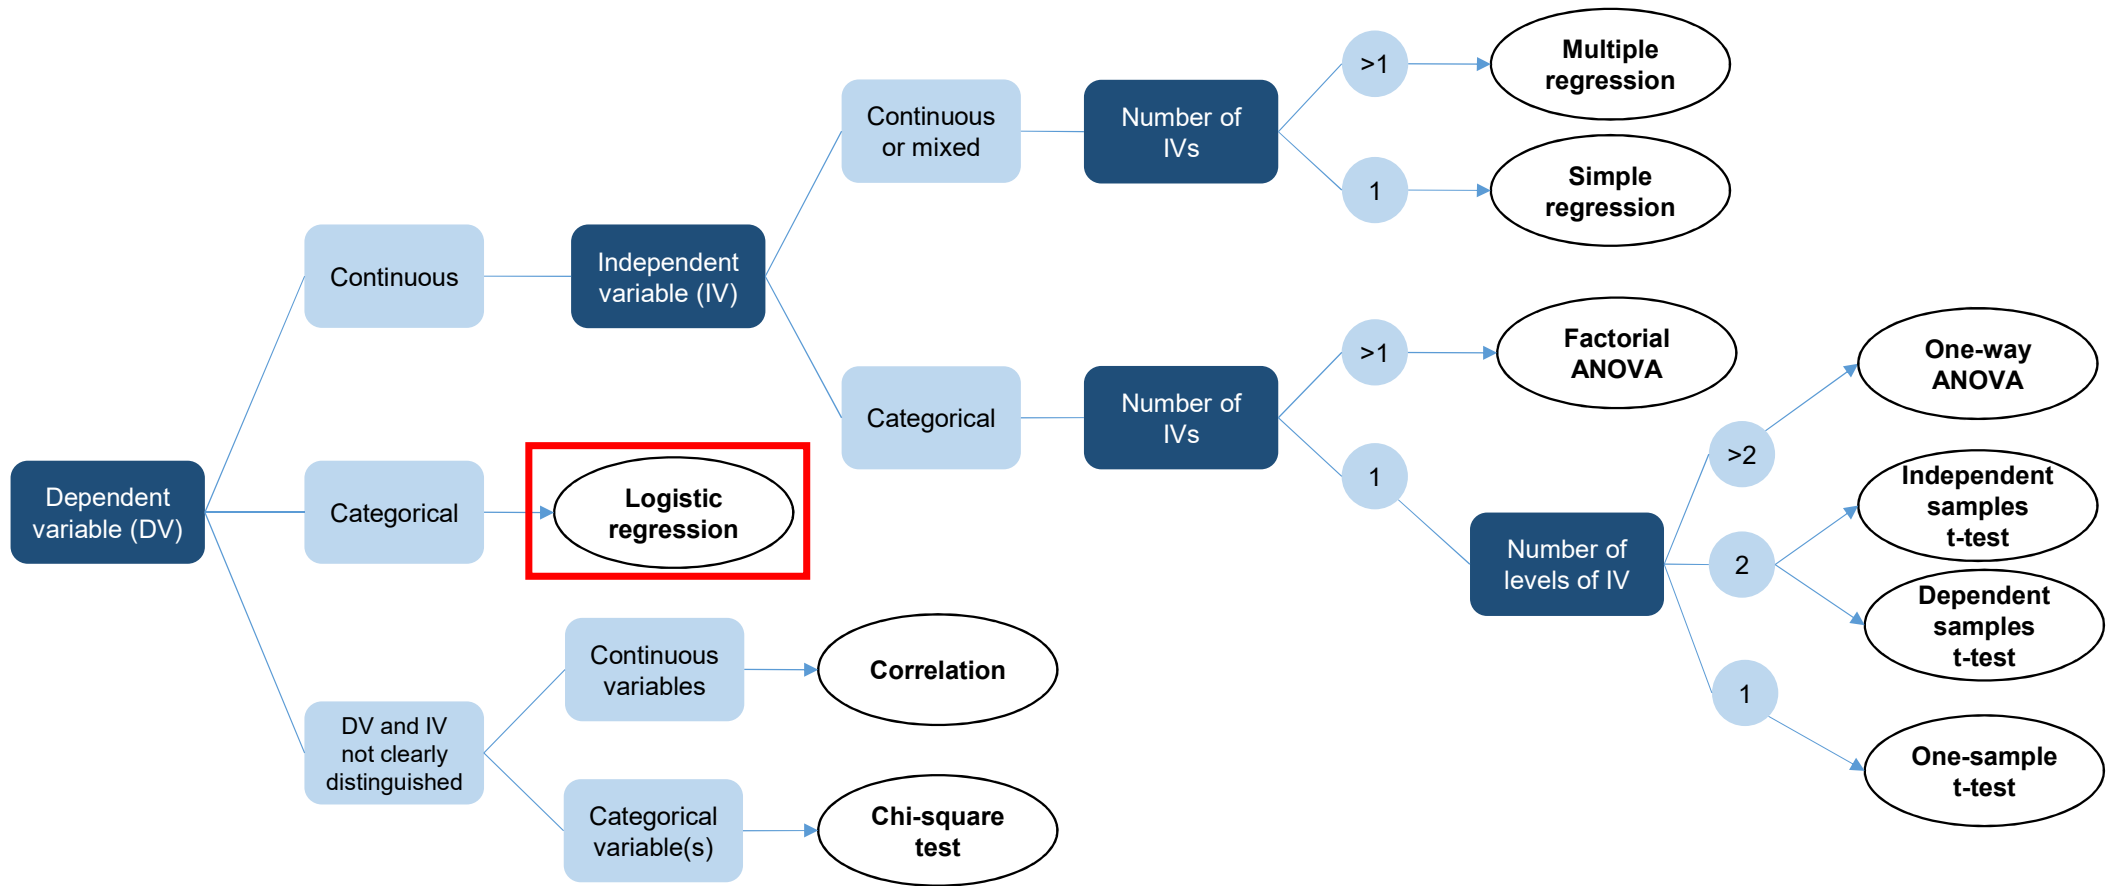 Dependent
variable (DV)
Continuous
Independent
variable (IV)
Continuous
or mixed
Number of
IVs
>1
Multiple
regression
1
Simple
regression
Categorical
Number of
IVs
>1
Factorial
ANOVA
1
Number of
levels of IV
>2
One-way
ANOVA
2
Independent
samples
t-test
Dependent
samples
t-test
1
One-sample
t-test
Categorical
Logistic
regression
DV and IV
not clearly
distinguished
Continuous
variables
Correlation
Categorical
variable(s)
Chi-square
test